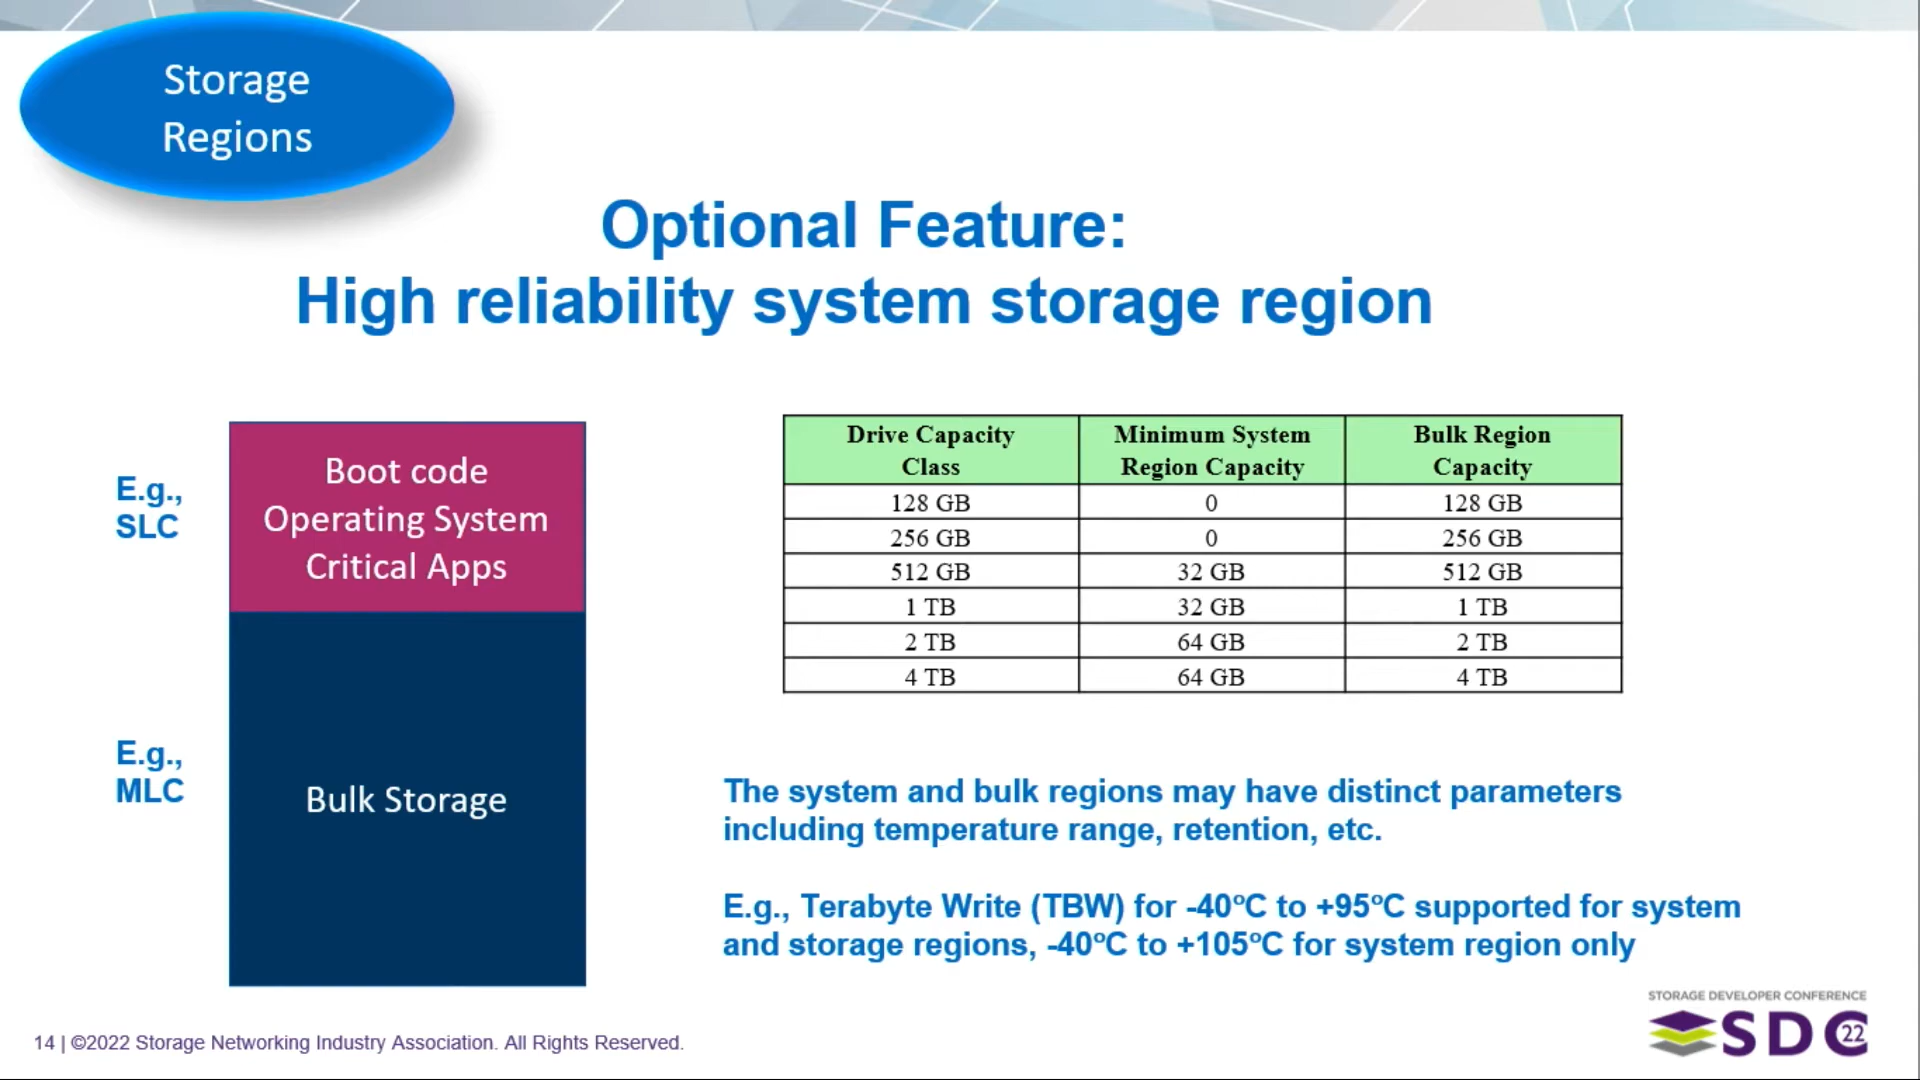 Storage
Regions
Optional Feature:
High reliability system storage region
E.g.,
SLC
Boot code
Operating System
Critical Apps
E.g.,
MLC
Bulk Storage
Drive Capacity Class | Minimum System Region Capacity | Bulk Region Capacity
128 GB | 0 | 128 GB
256 GB | 0 | 256 GB
512 GB | 32 GB | 512 GB
1 TB | 32 GB | 1 TB
2 TB | 64 GB | 2 TB
4 TB | 64 GB | 4 TB
The system and bulk regions may have distinct parameters
including temperature range, retention, etc.
E.g., Terabyte Write (TBW) for -40°C to +95°C supported for system
and storage regions, -40°C to +105°C for system region only
14 | ©2022 Storage Networking Industry Association. All Rights Reserved.
STORAGE DEVELOPER CONFERENCE
SDC 22